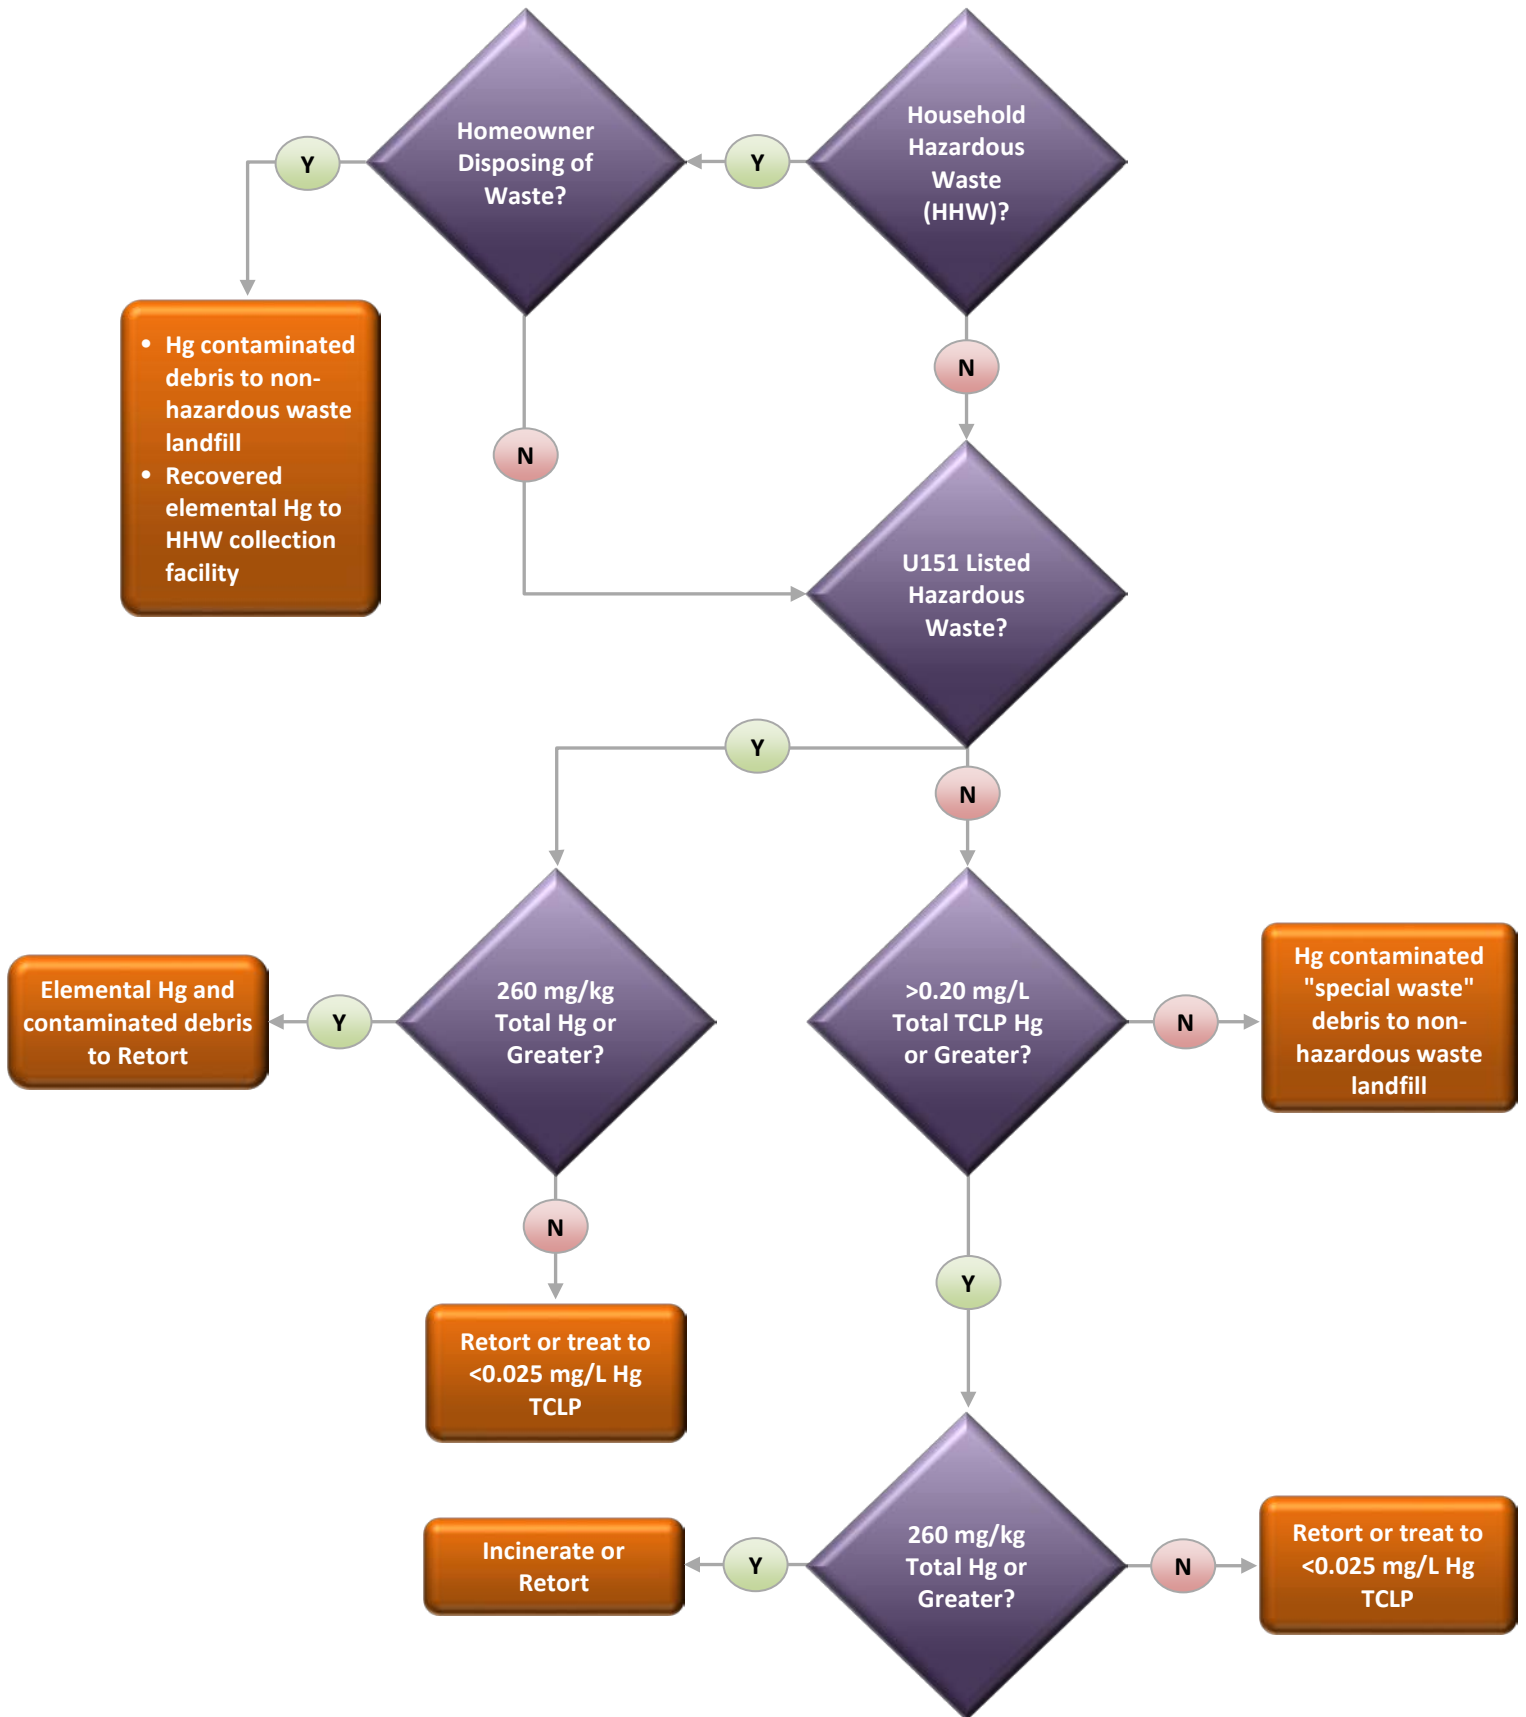 Household
Hazardous
Waste
(HHW)?
Y
Homeowner
Disposing of
Waste?
Y
• Hg contaminated
debris to non-
hazardous waste
landfill
• Recovered
elemental Hg to
HHW collection
facility
N
N
U151 Listed
Hazardous
Waste?
Y
N
260 mg/kg
Total Hg or
Greater?
Y
Elemental Hg and
contaminated debris
to Retort
N
Retort or treat to
<0.025 mg/L Hg
TCLP
>0.20 mg/L
Total TCLP Hg
or Greater?
N
Hg contaminated
"special waste"
debris to non-
hazardous waste
landfill
Y
260 mg/kg
Total Hg or
Greater?
Y
Incinerate or
Retort
N
Retort or treat to
<0.025 mg/L Hg
TCLP